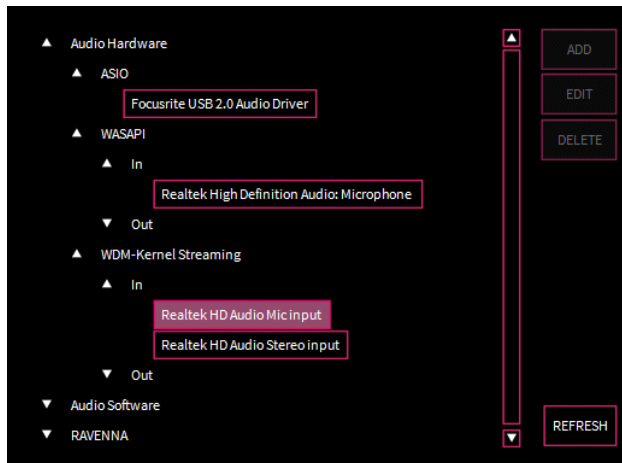 Audio Hardware
ADD
ASIO
EDIT
Focusrite USB 2.0 Audio Driver
WASAPI
DELETE
In
Realtek High Definition Audio: Microphone
Out
WDM-Kernel Streaming
In
Realtek HD Audio Mic input
Realtek HD Audio Stereo input
Out
Audio Software
REFRESH
RAVENNA